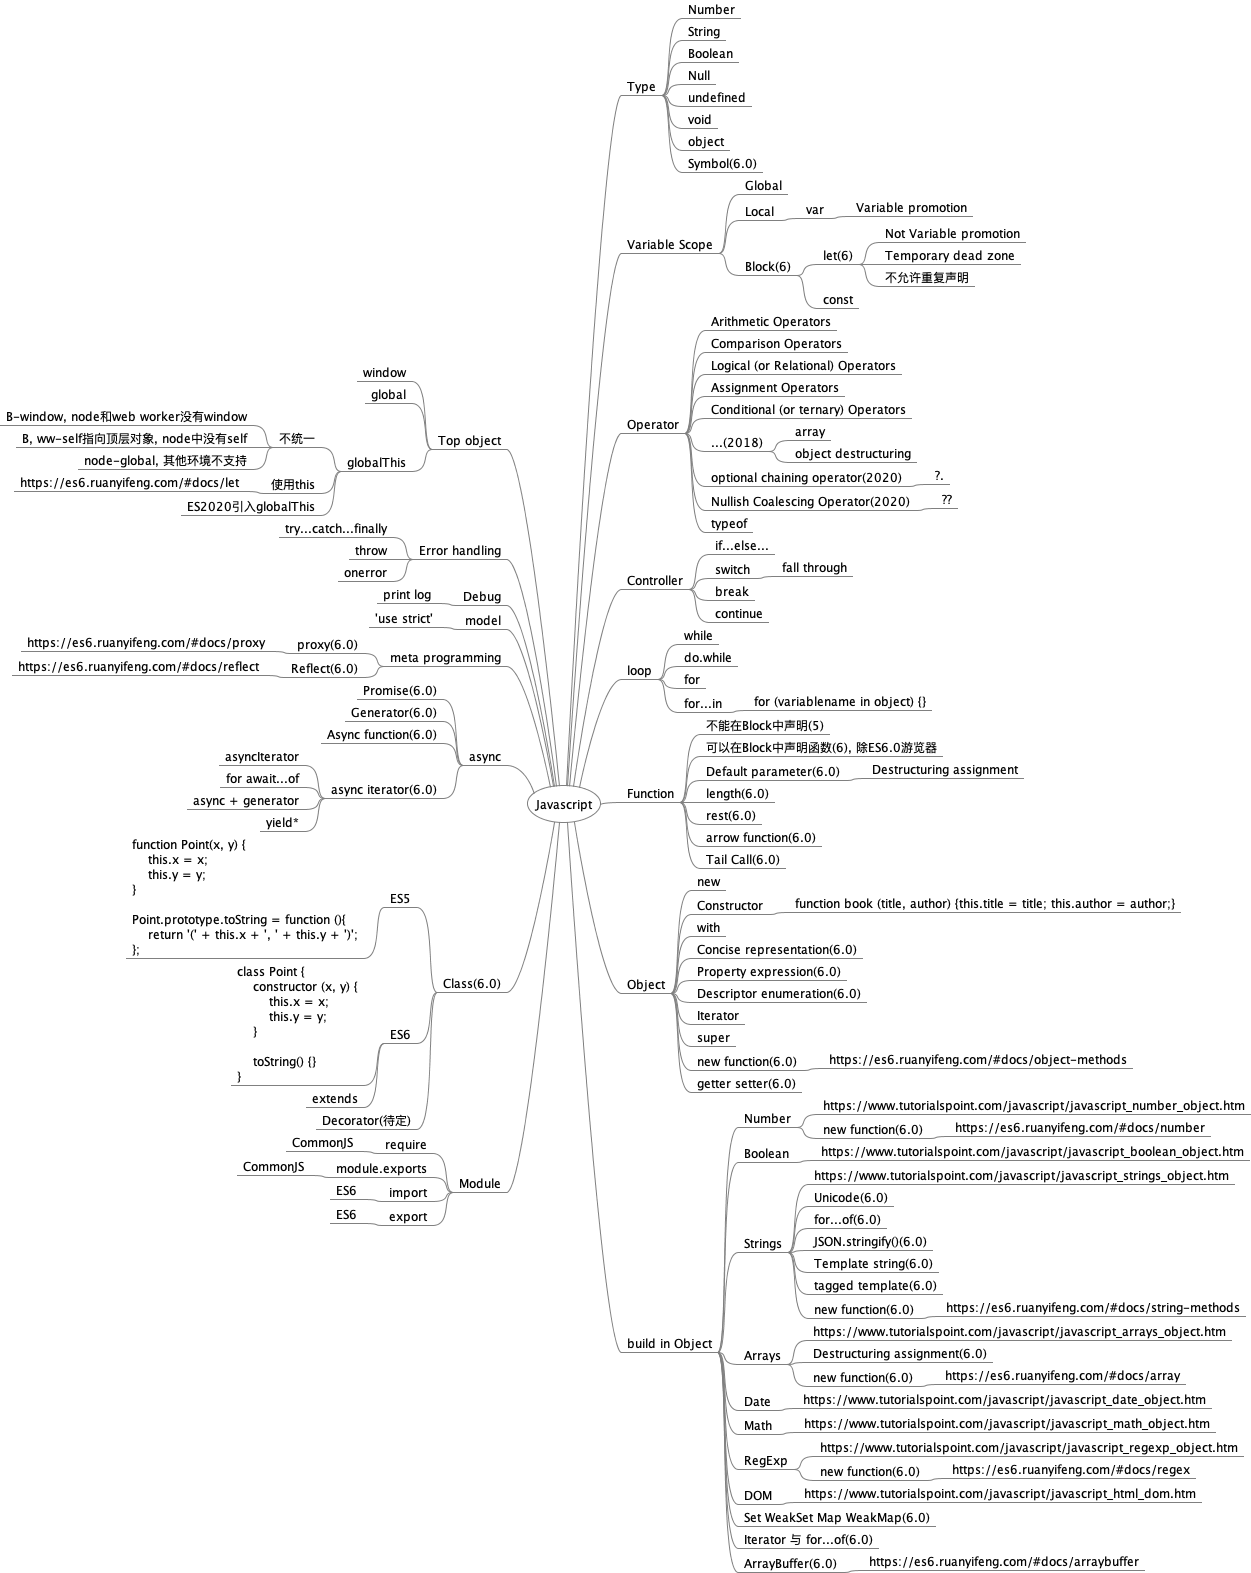 Javascript
Type
Number
String
Boolean
Null
undefined
void
object
Symbol(6.0)
Variable Scope
Global
Local
var
Variable promotion
Block(6)
let(6)
Not Variable promotion
Temporary dead zone
不允许重复声明
const
Operator
Arithmetic Operators
Comparison Operators
Logical (or Relational) Operators
Assignment Operators
Conditional (or ternary) Operators
...(2018)
array
object destructuring
optional chaining operator(2020)
?.
Nullish Coalescing Operator(2020)
??
typeof
Controller
if...else...
switch
fall through
break
continue
loop
while
do.while
for
for...in
for (variablename in object) {}
Function
不能在Block中声明(5)
可以在Block中声明函数(6), 除ES6.0游览器
Default parameter(6.0)
Destructuring assignment
length(6.0)
rest(6.0)
arrow function(6.0)
Tail Call(6.0)
Object
new
Constructor
function book (title, author) {this.title = title; this.author = author;}
with
Concise representation(6.0)
Property expression(6.0)
Descriptor enumeration(6.0)
Iterator
super
new function(6.0)
https://es6.ruanyifeng.com/#docs/object-methods
getter setter(6.0)
build in Object
Number
https://www.tutorialspoint.com/javascript/javascript_number_object.htm
new function(6.0)
https://es6.ruanyifeng.com/#docs/number
Boolean
https://www.tutorialspoint.com/javascript/javascript_boolean_object.htm
Strings
https://www.tutorialspoint.com/javascript/javascript_strings_object.htm
Unicode(6.0)
for...of(6.0)
JSON.stringify()(6.0)
Template string(6.0)
tagged template(6.0)
new function(6.0)
https://es6.ruanyifeng.com/#docs/string-methods
Arrays
https://www.tutorialspoint.com/javascript/javascript_arrays_object.htm
Destructuring assignment(6.0)
new function(6.0)
https://es6.ruanyifeng.com/#docs/array
Date
https://www.tutorialspoint.com/javascript/javascript_date_object.htm
Math
https://www.tutorialspoint.com/javascript/javascript_math_object.htm
RegExp
https://www.tutorialspoint.com/javascript/javascript_regexp_object.htm
new function(6.0)
https://es6.ruanyifeng.com/#docs/regex
DOM
https://www.tutorialspoint.com/javascript/javascript_html_dom.htm
Set WeakSet Map WeakMap(6.0)
Iterator 与 for...of(6.0)
ArrayBuffer(6.0)
https://es6.ruanyifeng.com/#docs/arraybuffer
Top object
window
global
globalThis
不统一
B-window, node和web worker没有window
B, ww-self指向顶层对象, node中没有self
node-global, 其他环境不支持
使用this
https://es6.ruanyifeng.com/#docs/let
ES2020引入globalThis
Error handling
try...catch...finally
throw
onerror
Debug
print log
model
'use strict'
meta programming
proxy(6.0)
https://es6.ruanyifeng.com/#docs/proxy
Reflect(6.0)
https://es6.ruanyifeng.com/#docs/reflect
async
Promise(6.0)
Generator(6.0)
Async function(6.0)
async iterator(6.0)
asyncIterator
for await...of
async + generator
yield*
Class(6.0)
ES5
function Point(x, y) {
this.x = x;
this.y = y;
}
Point.prototype.toString = function (){
return '(' + this.x + ', ' + this.y + ')';
};
ES6
class Point {
constructor (x, y) {
this.x = x;
this.y = y;
}
toString() {}
}
extends
Decorator(待定)
Module
require
CommonJS
module.exports
CommonJS
import
ES6
export
ES6